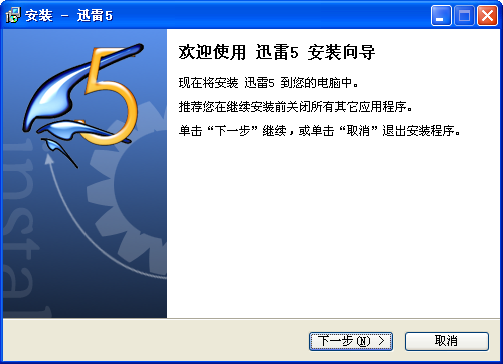 安装 - 迅雷5
欢迎使用 迅雷5 安装向导
现在将安装 迅雷5 到您的电脑中。
推荐您在继续安装前关闭所有其它应用程序。
单击“下一步”继续，或单击“取消”退出安装程序。
5
instal
下一步(N) >
取消